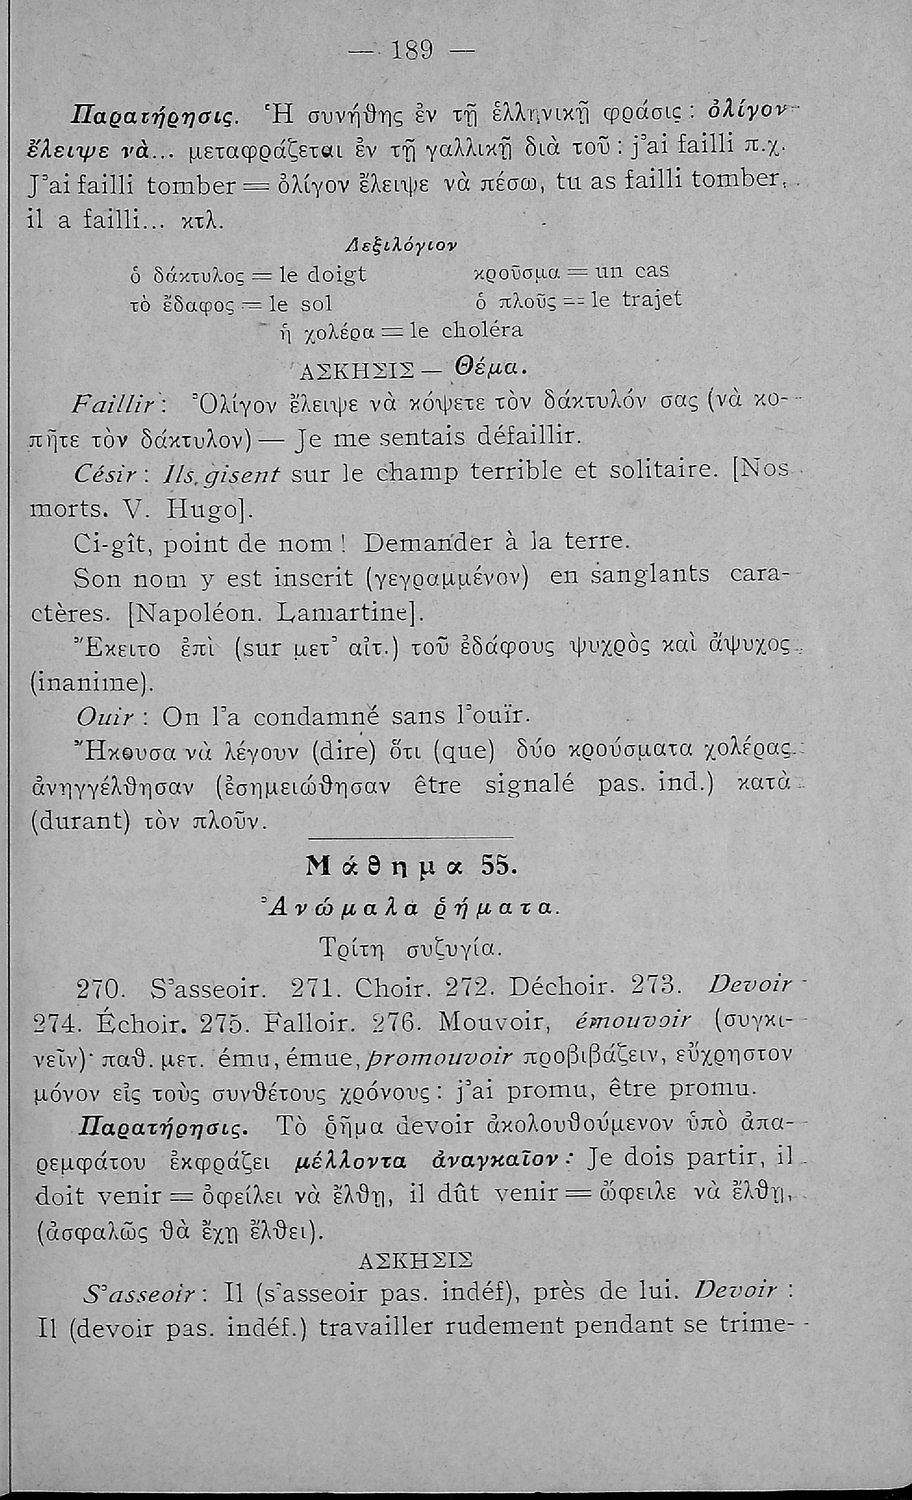 — 189 —
Παρατήρησις. Ἡ συνήθης ἐν τῇ ἑλληνικῇ φράσις : ὀλίγον
ἔλειψε νὰ... μεταφράζεται ἐν τῇ γαλλικῇ διὰ τοῦ : j'ai failli π.χ.
J'ai failli tomber = ὀλίγον ἔλειψε νὰ πέσω, tu as failli tomber,
il a failli... κτλ.
Λεξιλόγιον
ὁ δάκτυλος = le doigt κροῦσμα = un cas
τὸ ἔδαφος = le sol ὁ πλοῦς = le trajet
ἡ χολέρα = le choléra
ΑΣΚΗΣΙΣ — Θέμα.
Faillir : Ὀλίγον ἔλειψε νὰ κόψετε τὸν δάκτυλόν σας (νὰ κο-
πῆτε τὸν δάκτυλον) — Je me sentais défaillir.
Césir : Ils gisent sur le champ terrible et solitaire. [Nos
morts. V. Hugo].
Ci-gît, point de nom ! Demander à la terre.
Son nom y est inscrit (γεγραμμένον) en sanglants cara-
ctères. [Napoléon. Lamartine].
Ἔκειτο ἐπὶ (sur μετ' αἰτ.) τοῦ ἐδάφους ψυχρὸς καὶ ἄψυχος
(inanime).
Ouir : On l'a condamné sans l'ouïr.
Ἤκουσα νὰ λέγουν (dire) ὅτι (que) δύο κρούσματα χολέρας
ἀνηγγέλθησαν (ἐσημειώθησαν être signalé pas. ind.) κατὰ
(durant) τὸν πλοῦν.
Μάθημα 55.
Ἀνώμαλα ῥήματα.
Τρίτη συζυγία.
270. S'asseoir. 271. Choir. 272. Déchoir. 273. Devoir
274. Échoir. 275. Falloir. 276. Mouvoir, émouvoir (συγκι-
νεῖν)· παθ. μετ. ému, émue, promouvoir προβιβάζειν, εὔχρηστον
μόνον εἰς τοὺς συνθέτους χρόνους : j'ai promu, être promu.
Παρατήρησις. Τὸ ῥῆμα devoir ἀκολουθούμενον ὑπὸ ἀπα-
ρεμφάτου ἐκφράζει μέλλοντα ἀναγκαῖον : Je dois partir, il
doit venir = ὀφείλει νὰ ἔλθῃ, il dût venir = ὤφειλε νὰ ἔλθῃ,
(ἀσφαλῶς θὰ ἔχῃ ἔλθει).
ΑΣΚΗΣΙΣ
S'asseoir : Il (s'asseoir pas. indéf), près de lui. Devoir :
Il (devoir pas. indéf.) travailler rudement pendant se trime-